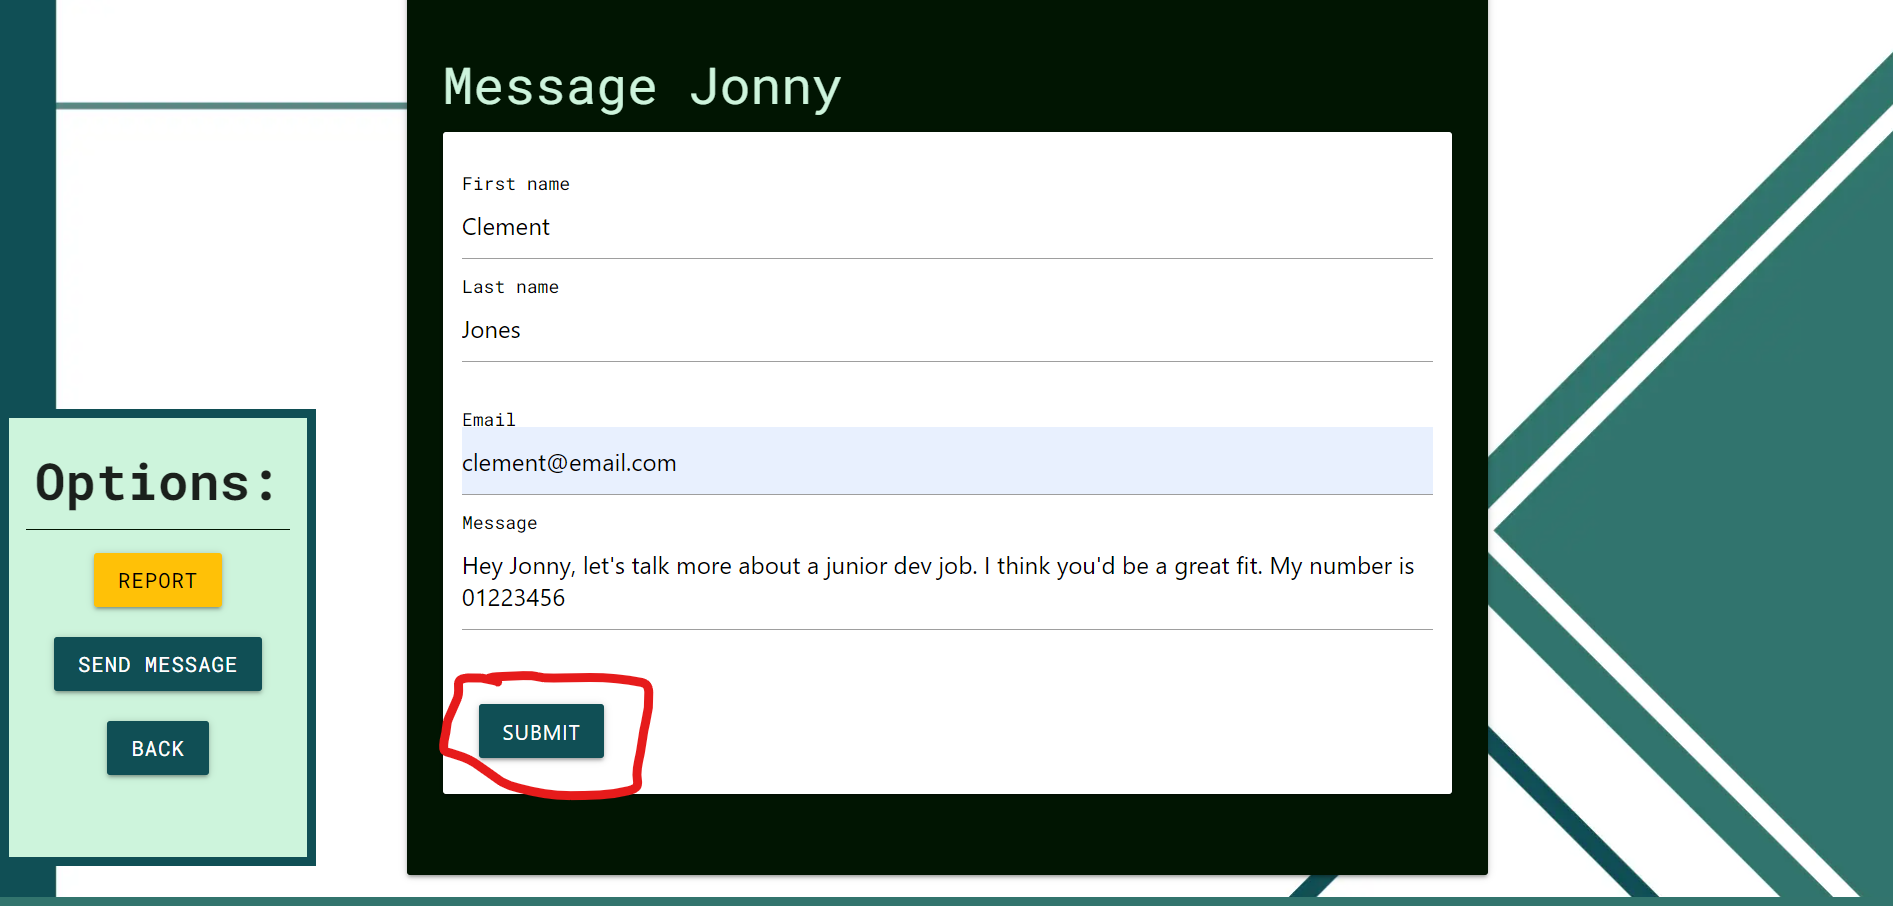 Message Jonny
First name
Clement
Last name
Jones
Email
clement@email.com
Message
Hey Jonny, let's talk more about a junior dev job. I think you'd be a great fit. My number is
01223456
SUBMIT
Options:
REPORT
SEND MESSAGE
BACK